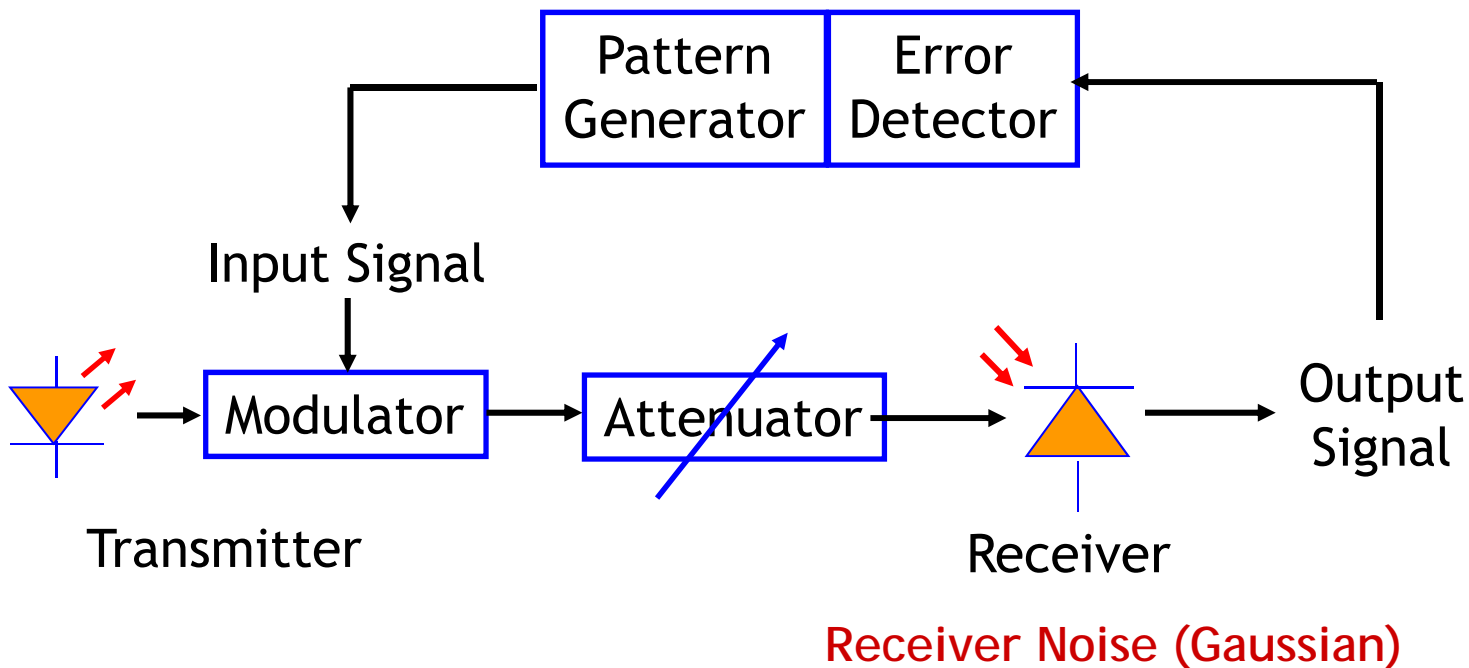 Pattern
Generator
Error
Detector
Input Signal
Modulator
Attenuator
Output
Signal
Transmitter
Receiver
Receiver Noise (Gaussian)